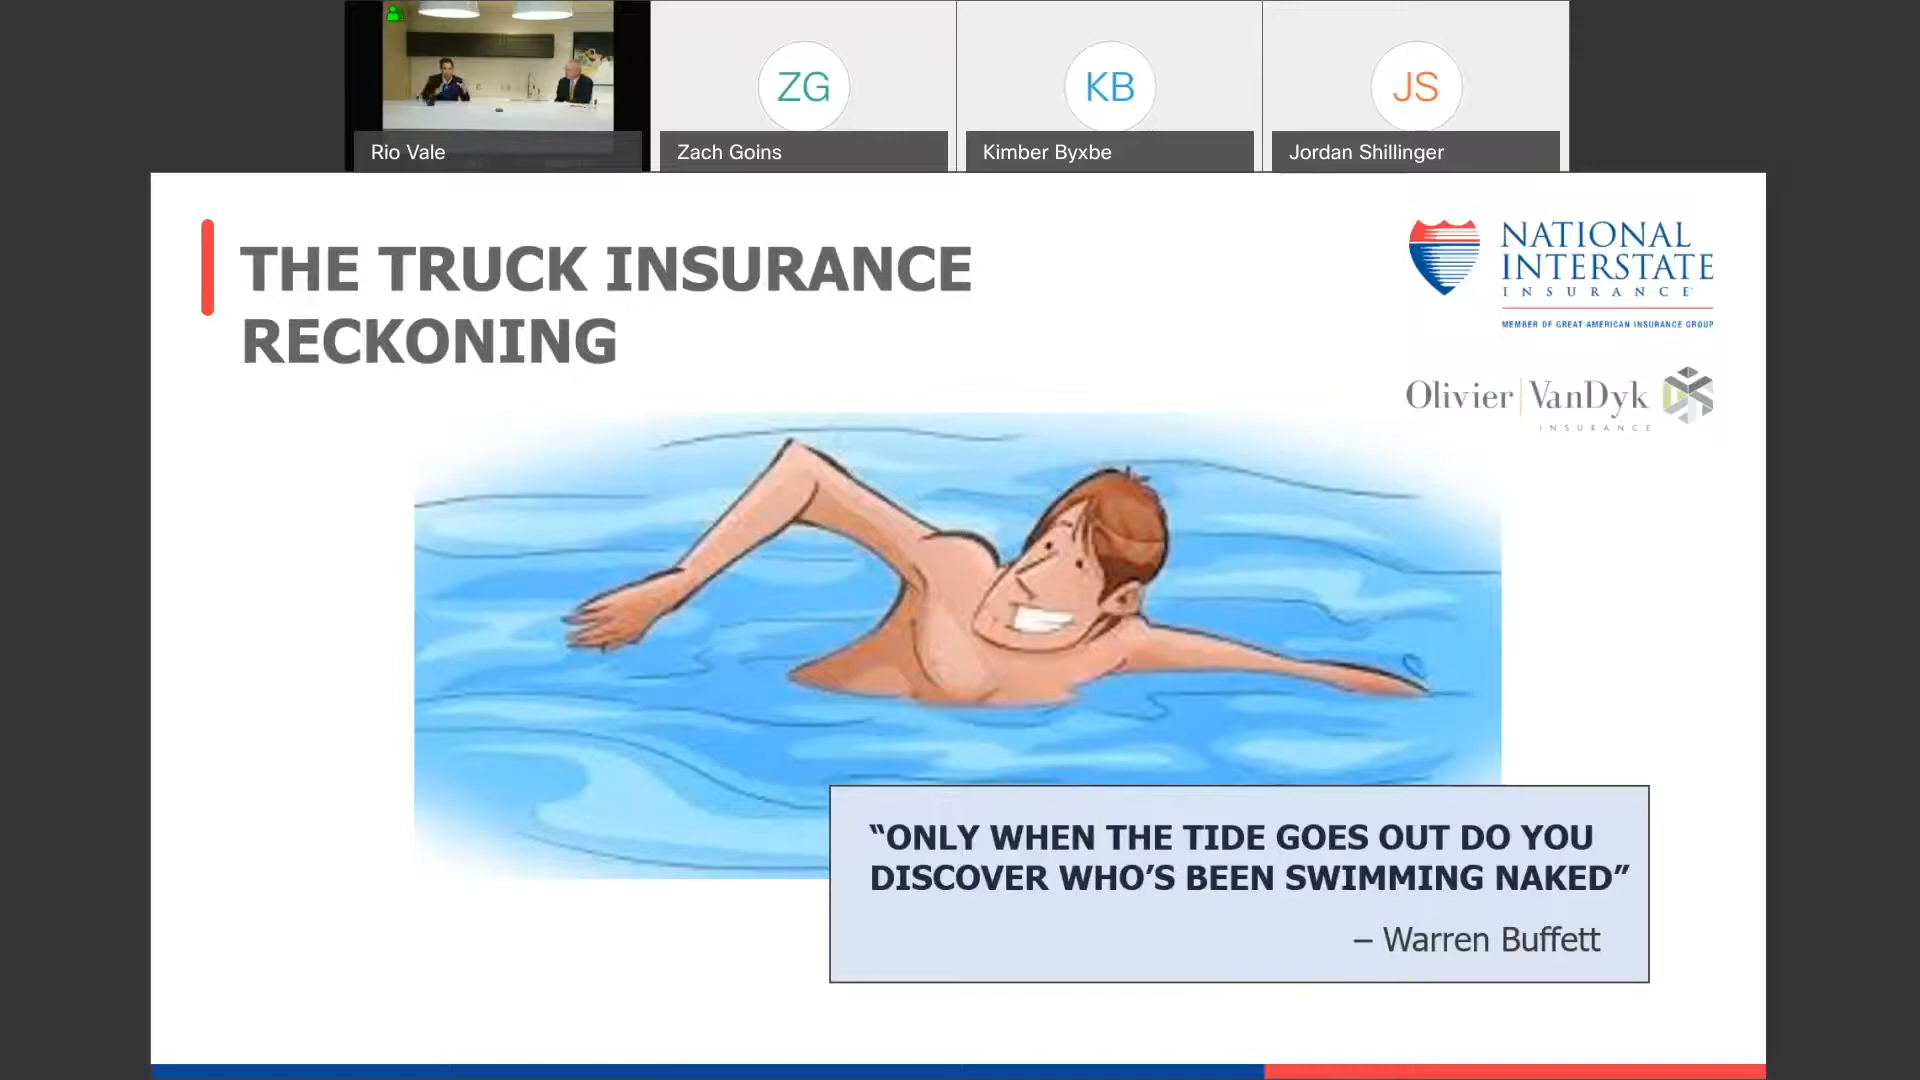 ZG
KB
JS
Rio Vale
Zach Goins
Kimber Byxbe
Jordan Shillinger
THE TRUCK INSURANCE
RECKONING
NATIONAL
INTERSTATE
INSURANCE
MEMBER OF GREAT AMERICAN INSURANCE GROUP
Olivier VanDyk
INSURANCE
“ONLY WHEN THE TIDE GOES OUT DO YOU
DISCOVER WHO’S BEEN SWIMMING NAKED”
– Warren Buffett